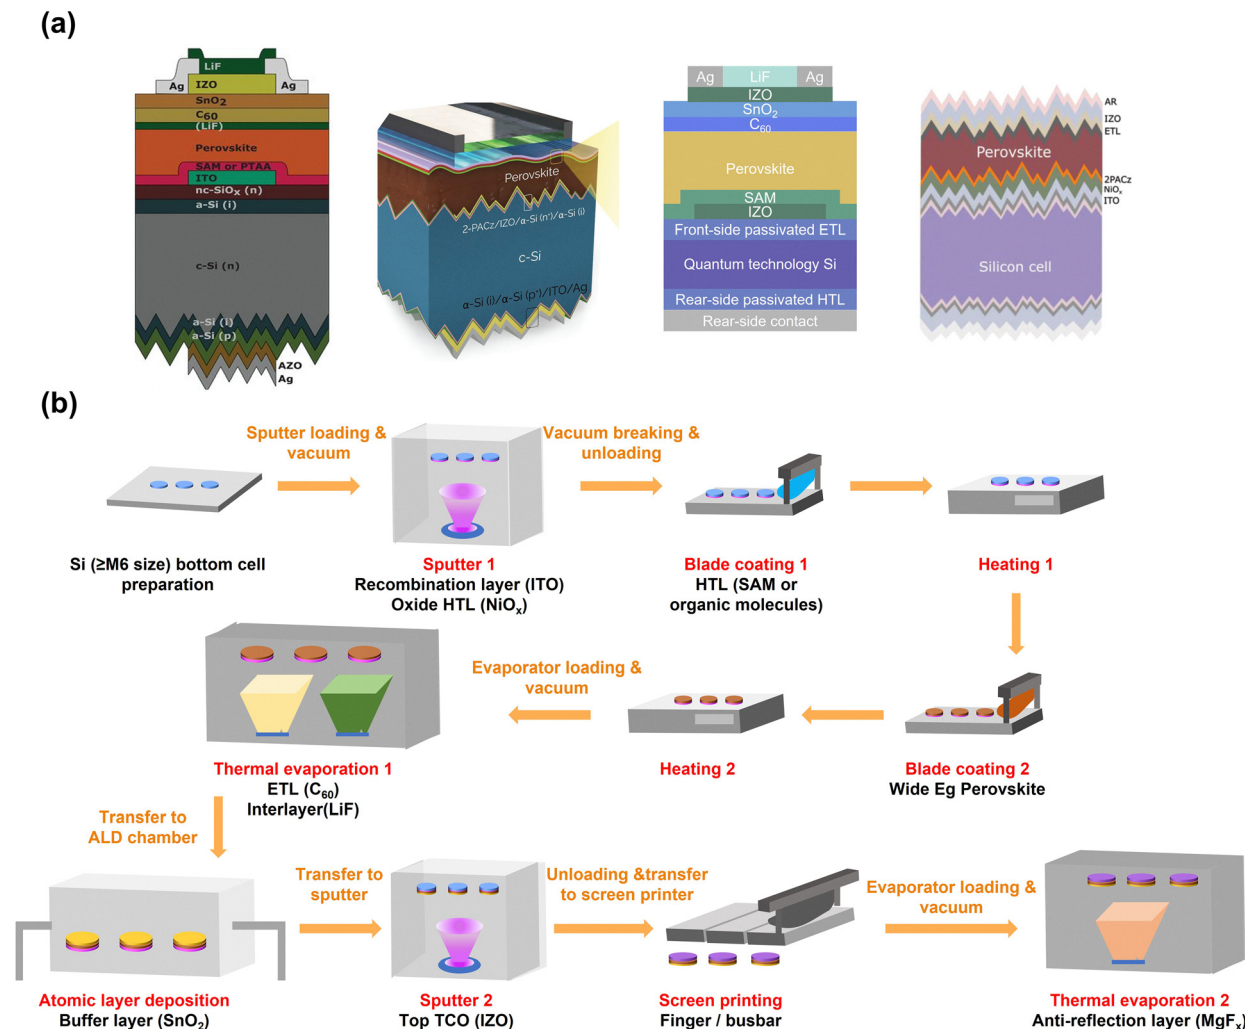 (a)
LiF
Ag IZO Ag
SnO₂
C₆₀
(LiF)
Perovskite
SAM or PTAA
ITO
nc-SiOₓ (n)
a-Si (i)
c-Si (n)
a-Si (i)
a-Si (p)
AZO
Ag
Perovskite
2-PACz/IZO/α-Si (n⁺)/α-Si (i)
c-Si
α-Si (i)/α-Si (p⁺)/ITO/Ag
Ag LiF Ag
IZO
SnO₂
C₆₀
Perovskite
SAM
IZO
Front-side passivated ETL
Quantum technology Si
Rear-side passivated HTL
Rear-side contact
AR
IZO
ETL
Perovskite
2PACz
NiOₓ
ITO
Silicon cell
(b)
Si (≥M6 size) bottom cell
preparation
Sputter loading &
vacuum
Sputter 1
Recombination layer (ITO)
Oxide HTL (NiOₓ)
Vacuum breaking &
unloading
Blade coating 1
HTL (SAM or
organic molecules)
Heating 1
Blade coating 2
Wide Eg Perovskite
Heating 2
Evaporator loading &
vacuum
Thermal evaporation 1
ETL (C₆₀)
Interlayer(LiF)
Transfer to
ALD chamber
Atomic layer deposition
Buffer layer (SnO₂)
Transfer to
sputter
Sputter 2
Top TCO (IZO)
Unloading &transfer
to screen printer
Screen printing
Finger / busbar
Evaporator loading &
vacuum
Thermal evaporation 2
Anti-reflection layer (MgFₓ)